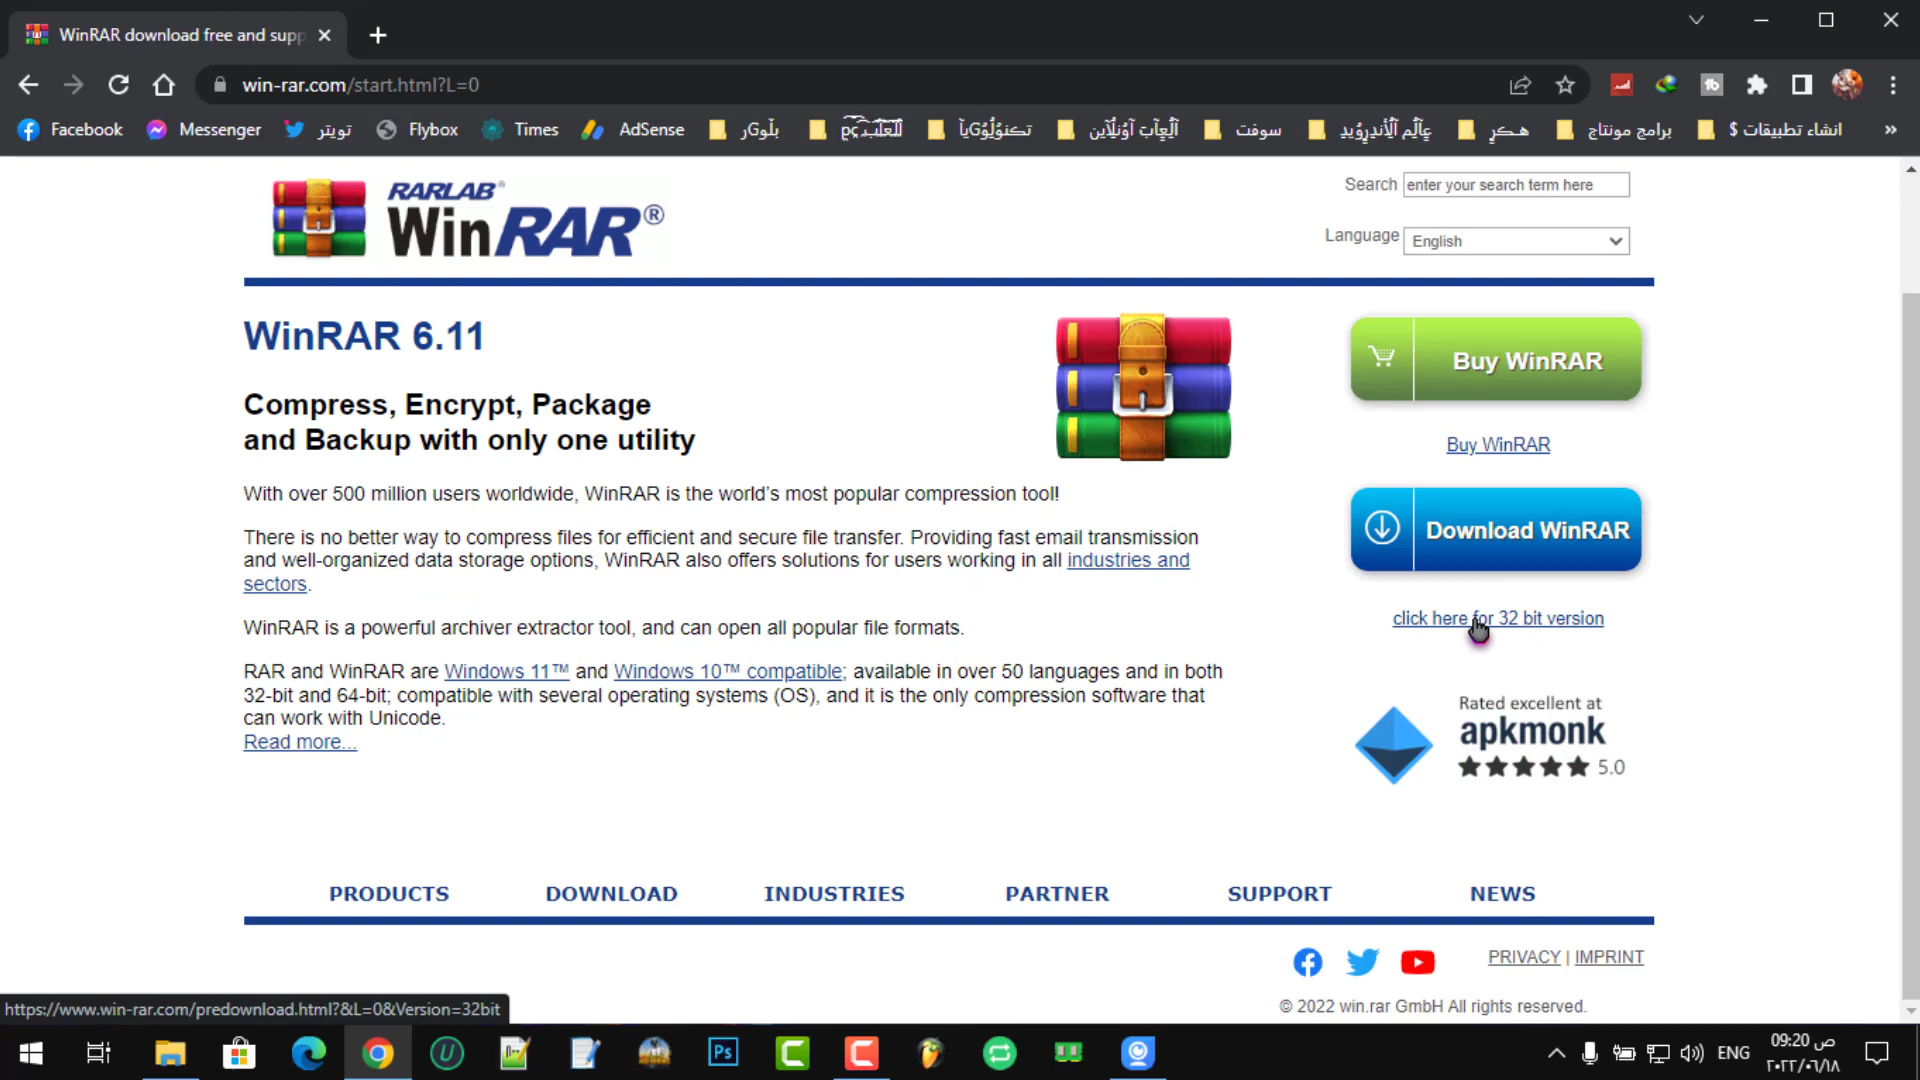 WinRAR download free and supp
win-rar.com/start.html?L=0
Facebook
Messenger
تويتر
Flybox
Times
AdSense
سوفت
هـكـر
برامج مونتاج
انشاء تطبيقات $
»
RARLAB®
WinRAR®
Search
enter your search term here
Language
English
WinRAR 6.11
Compress, Encrypt, Package
and Backup with only one utility
With over 500 million users worldwide, WinRAR is the world's most popular compression tool!
There is no better way to compress files for efficient and secure file transfer. Providing fast email transmission
and well-organized data storage options, WinRAR also offers solutions for users working in all industries and
sectors.
WinRAR is a powerful archiver extractor tool, and can open all popular file formats.
RAR and WinRAR are Windows 11™ and Windows 10™ compatible; available in over 50 languages and in both
32-bit and 64-bit; compatible with several operating systems (OS), and it is the only compression software that
can work with Unicode.
Read more...
Buy WinRAR
Buy WinRAR
Download WinRAR
click here for 32 bit version
Rated excellent at
apkmonk
5.0
PRODUCTS
DOWNLOAD
INDUSTRIES
PARTNER
SUPPORT
NEWS
PRIVACY | IMPRINT
© 2022 win.rar GmbH All rights reserved.
https://www.win-rar.com/predownload.html?&L=0&Version=32bit
Ps
ENG
09:20 ص
٢٠٢٢/٠٦/١٨